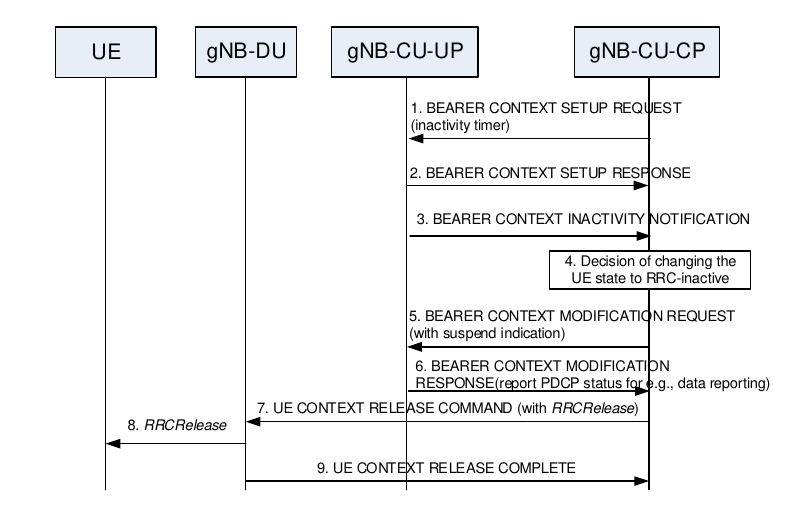 UE
gNB-DU
gNB-CU-UP
gNB-CU-CP
1. BEARER CONTEXT SETUP REQUEST
(inactivity timer)
2. BEARER CONTEXT SETUP RESPONSE
3. BEARER CONTEXT INACTIVITY NOTIFICATION
4. Decision of changing the
UE state to RRC-inactive
5. BEARER CONTEXT MODIFICATION REQUEST
(with suspend indication)
6. BEARER CONTEXT MODIFICATION
RESPONSE(report PDCP status for e.g., data reporting)
7. UE CONTEXT RELEASE COMMAND (with RRCRelease)
8. RRCRelease
9. UE CONTEXT RELEASE COMPLETE